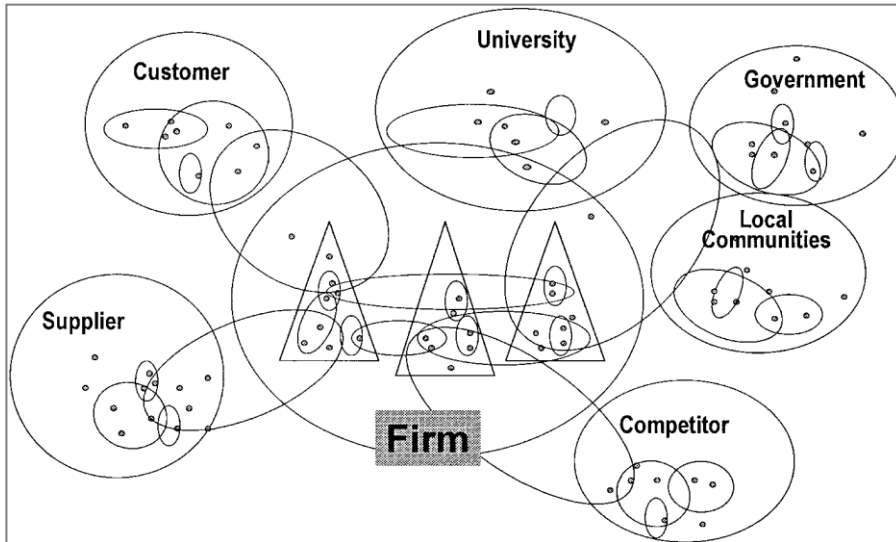 University
Customer
Government
Local
Communities
Supplier
Firm
Competitor